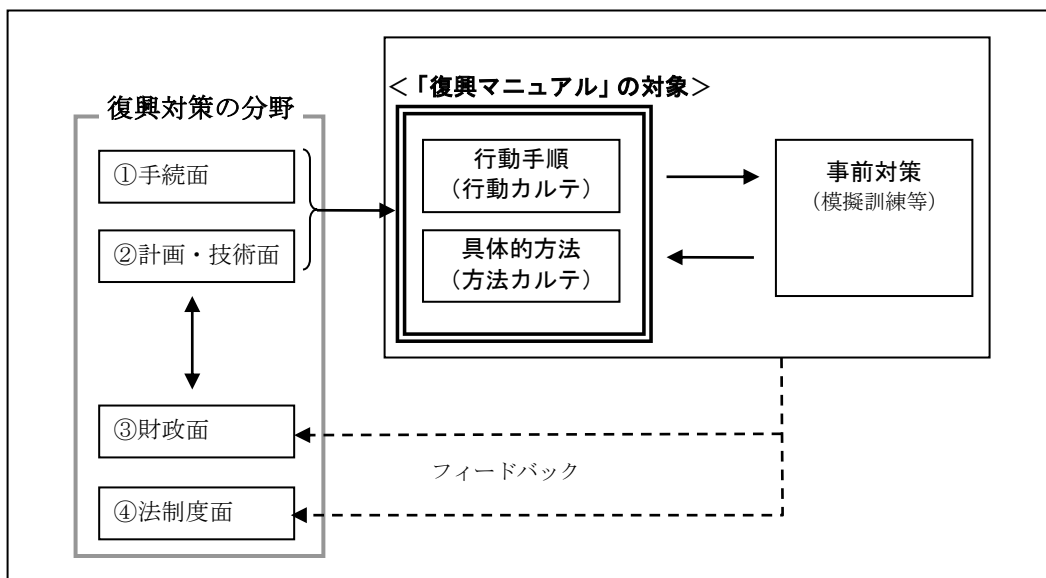 ＜「復興マニュアル」の対象＞
復興対策の分野
①手続面
②計画・技術面
③財政面
④法制度面
行動手順
（行動カルテ）
具体的方法
（方法カルテ）
事前対策
（模擬訓練等）
フィードバック